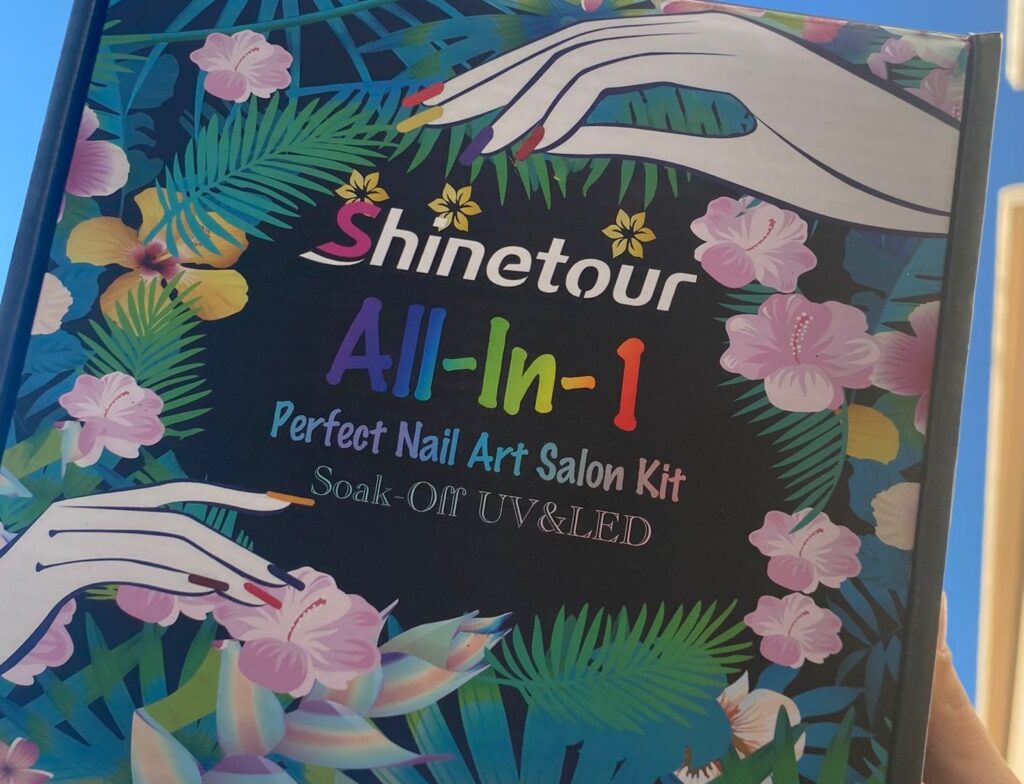 Shinetour
All-In-1
Perfect Nail Art Salon Kit
Soak-Off UV&LED